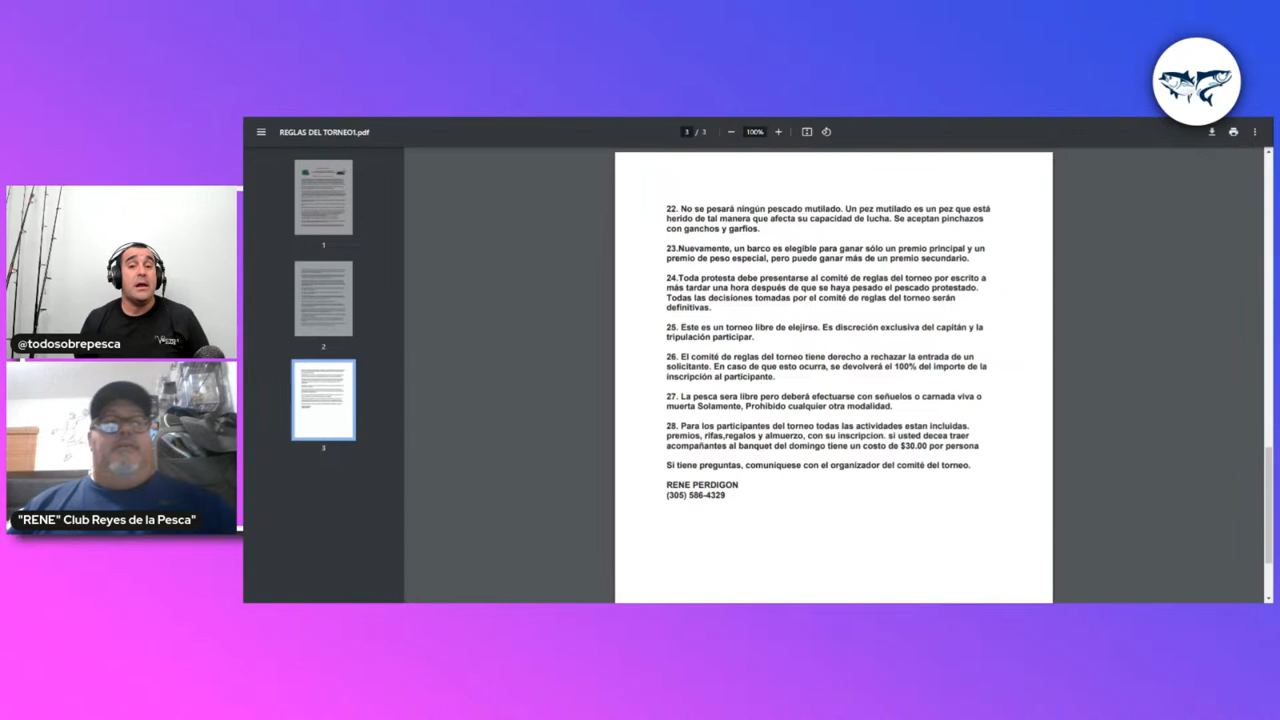 REGLAS DEL TORNEO1.pdf
3 / 3
100%
1
2
3
22. No se pesará ningún pescado mutilado. Un pez mutilado es un pez que está
herido de tal manera que afecta su capacidad de lucha. Se aceptan pinchazos
con ganchos y garfios.
23.Nuevamente, un barco es elegible para ganar sólo un premio principal y un
premio de peso especial, pero puede ganar más de un premio secundario.
24.Toda protesta debe presentarse al comité de reglas del torneo por escrito a
más tardar una hora después de que se haya pesado el pescado protestado.
Todas las decisiones tomadas por el comité de reglas del torneo serán
definitivas.
25. Este es un torneo libre de elejirse. Es discreción exclusiva del capitán y la
tripulación participar.
26. El comité de reglas del torneo tiene derecho a rechazar la entrada de un
solicitante. En caso de que esto ocurra, se devolverá el 100% del importe de la
inscripción al participante.
27. La pesca sera libre pero deberá efectuarse con señuelos o carnada viva o
muerta Solamente, Prohibido cualquier otra modalidad.
28. Para los participantes del torneo todas las actividades estan incluidas.
premios, rifas,regalos y almuerzo, con su inscripcion. si usted decea traer
acompañantes al banquet del domingo tiene un costo de $30.00 por persona
Si tiene preguntas, comuníquese con el organizador del comité del torneo.
RENE PERDIGON
(305) 586-4329
@todosobrepesca
"RENE" Club Reyes de la Pesca"